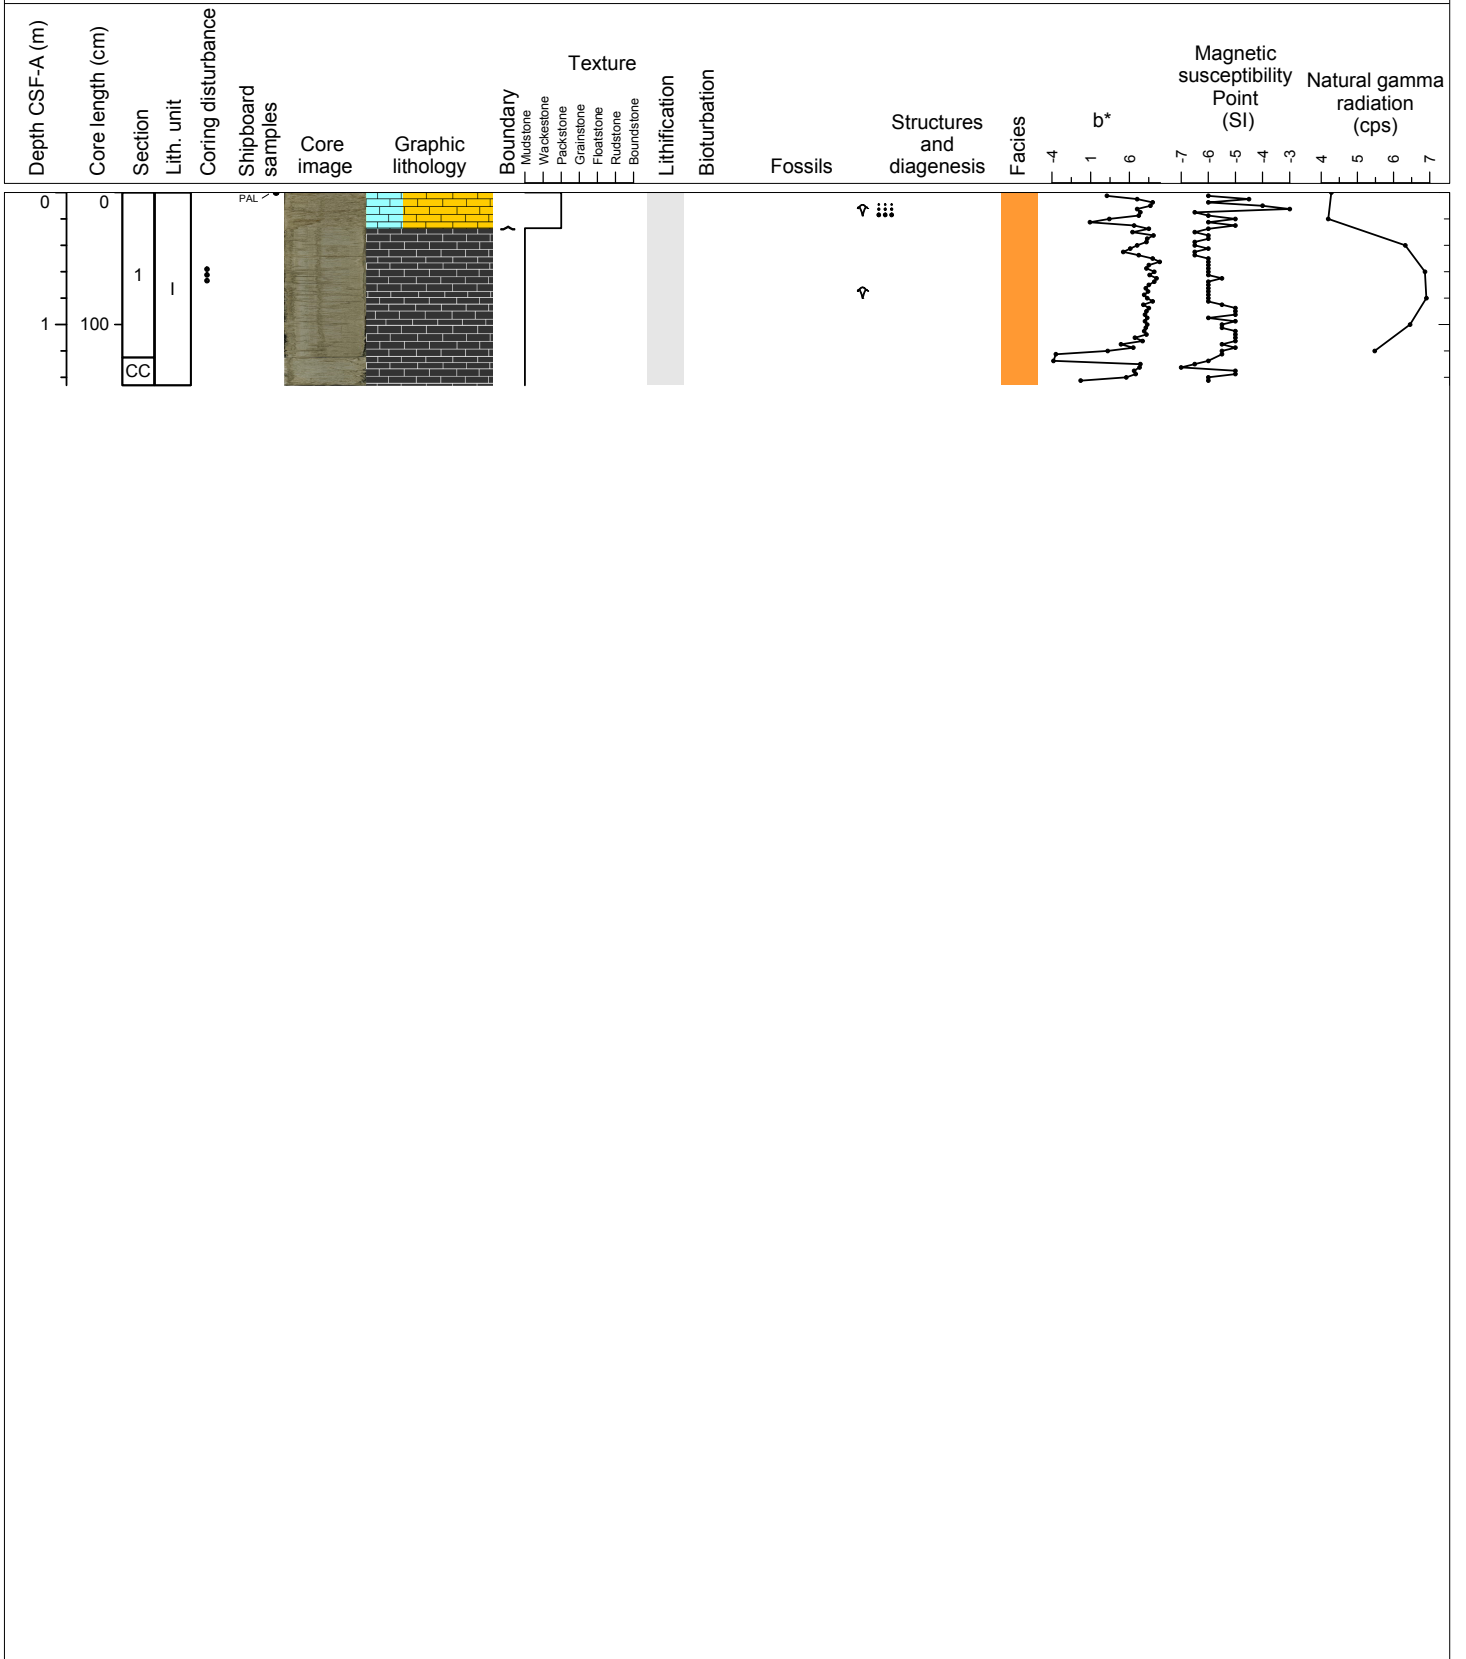 Depth CSF-A (m)
Core length (cm)
Section
Lith. unit
Coring disturbance
Shipboard
samples
Core
image
Graphic
lithology
Boundary
Texture
Mudstone
Wackestone
Packstone
Grainstone
Floatstone
Rudstone
Boundstone
Lithification
Bioturbation
Fossils
Structures
and
diagenesis
Facies
b*
-4 1 6
Magnetic
susceptibility
Point
(SI)
-7 -6 -5 -4 -3
Natural gamma
radiation
(cps)
4 5 6 7
0 0
PAL
1
I
1 100
CC